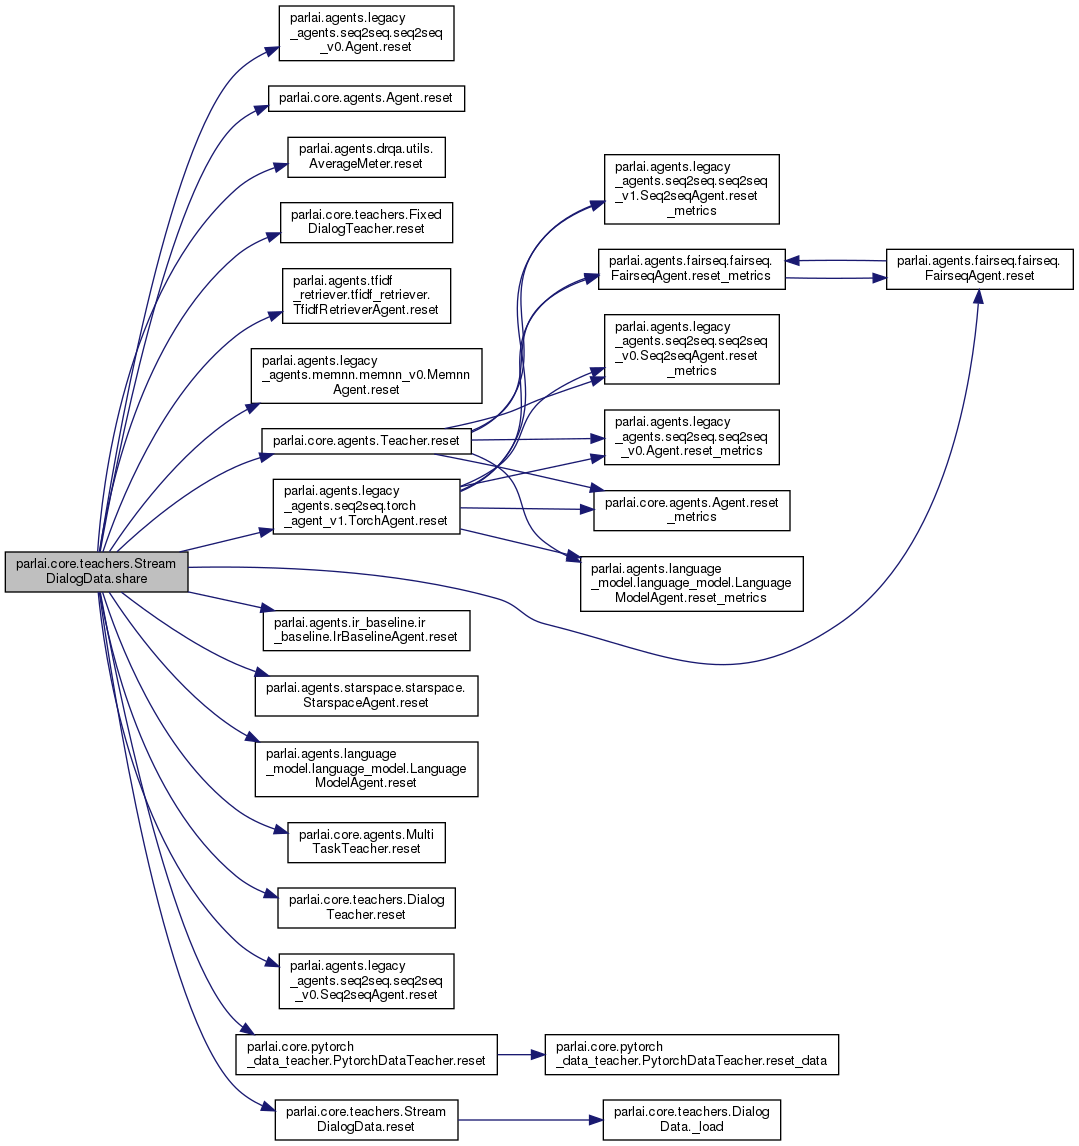 parlai.agents.legacy
_agents.seq2seq.seq2seq
_v0.Agent.reset
parlai.core.agents.Agent.reset
parlai.agents.drqa.utils.
AverageMeter.reset
parlai.core.teachers.Fixed
DialogTeacher.reset
parlai.agents.tfidf
_retriever.tfidf_retriever.
TfidfRetrieverAgent.reset
parlai.agents.legacy
_agents.memnn.memnn_v0.Memnn
Agent.reset
parlai.core.agents.Teacher.reset
parlai.agents.legacy
_agents.seq2seq.torch
_agent_v1.TorchAgent.reset
parlai.core.teachers.Stream
DialogData.share
parlai.agents.ir_baseline.ir
_baseline.IrBaselineAgent.reset
parlai.agents.starspace.starspace.
StarspaceAgent.reset
parlai.agents.language
_model.language_model.Language
ModelAgent.reset
parlai.core.agents.Multi
TaskTeacher.reset
parlai.core.teachers.Dialog
Teacher.reset
parlai.agents.legacy
_agents.seq2seq.seq2seq
_v0.Seq2seqAgent.reset
parlai.core.pytorch
_data_teacher.PytorchDataTeacher.reset
parlai.core.teachers.Stream
DialogData.reset
parlai.agents.legacy
_agents.seq2seq.seq2seq
_v1.Seq2seqAgent.reset
_metrics
parlai.agents.fairseq.fairseq.
FairseqAgent.reset_metrics
parlai.agents.legacy
_agents.seq2seq.seq2seq
_v0.Seq2seqAgent.reset
_metrics
parlai.agents.legacy
_agents.seq2seq.seq2seq
_v0.Agent.reset_metrics
parlai.core.agents.Agent.reset
_metrics
parlai.agents.language
_model.language_model.Language
ModelAgent.reset_metrics
parlai.core.pytorch
_data_teacher.PytorchDataTeacher.reset_data
parlai.core.teachers.Dialog
Data._load
parlai.agents.fairseq.fairseq.
FairseqAgent.reset